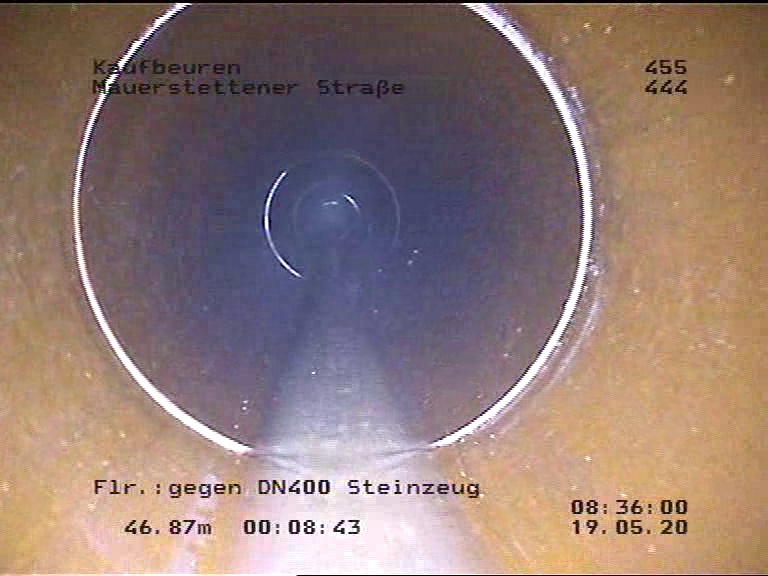 Kaufbeuren 455
Mauerstettener Straße 444
Flr.:gegen DN400 Steinzeug
08:36:00
46.87m 00:08:43 19.05.20